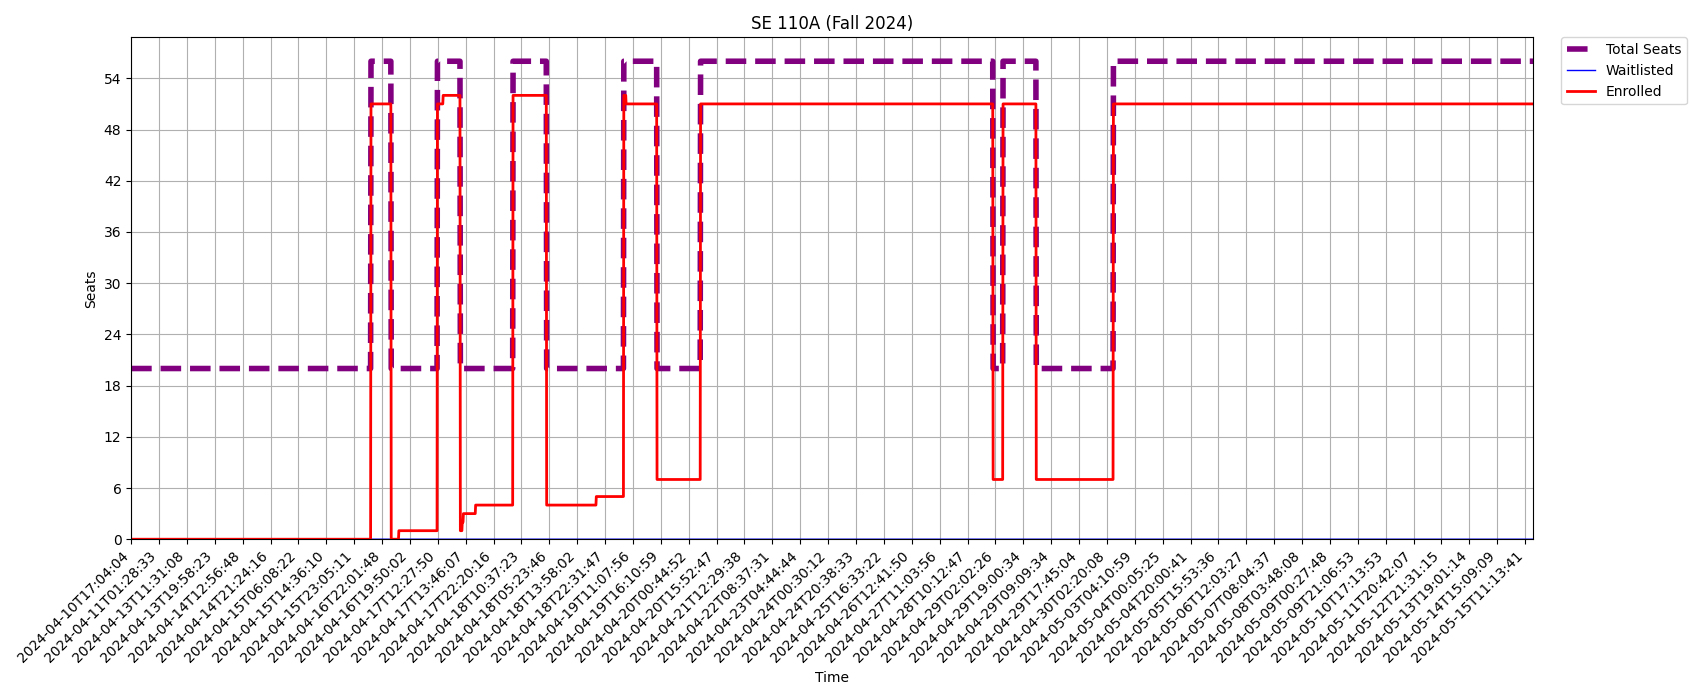 SE 110A (Fall 2024)
Total Seats
Waitlisted
Enrolled
Seats
54
48
42
36
30
24
18
12
6
0
2024-04-10T17:04:04
2024-04-11T01:28:33
2024-04-13T11:31:08
2024-04-13T19:58:23
2024-04-14T12:56:48
2024-04-14T21:24:16
2024-04-15T06:08:22
2024-04-15T14:36:10
2024-04-15T23:05:11
2024-04-16T22:01:48
2024-04-16T19:50:02
2024-04-17T12:27:50
2024-04-17T13:46:07
2024-04-17T22:20:16
2024-04-18T10:37:23
2024-04-18T05:23:46
2024-04-18T13:58:02
2024-04-18T22:31:47
2024-04-19T11:07:56
2024-04-19T16:10:59
2024-04-20T00:44:52
2024-04-20T15:52:47
2024-04-21T12:29:38
2024-04-22T08:37:31
2024-04-23T04:44:44
2024-04-24T00:30:12
2024-04-24T20:38:33
2024-04-25T16:33:22
2024-04-26T12:41:50
2024-04-27T11:03:56
2024-04-28T10:12:47
2024-04-29T02:02:26
2024-04-29T19:00:34
2024-04-29T09:09:34
2024-04-29T17:45:04
2024-04-30T02:20:08
2024-05-03T04:10:59
2024-05-04T00:05:25
2024-05-04T20:00:41
2024-05-05T15:53:36
2024-05-06T12:03:27
2024-05-07T08:04:37
2024-05-08T03:48:08
2024-05-09T00:27:48
2024-05-09T21:06:53
2024-05-10T17:13:53
2024-05-11T20:42:07
2024-05-12T21:31:15
2024-05-13T19:01:14
2024-05-14T15:09:09
2024-05-15T11:13:41
Time